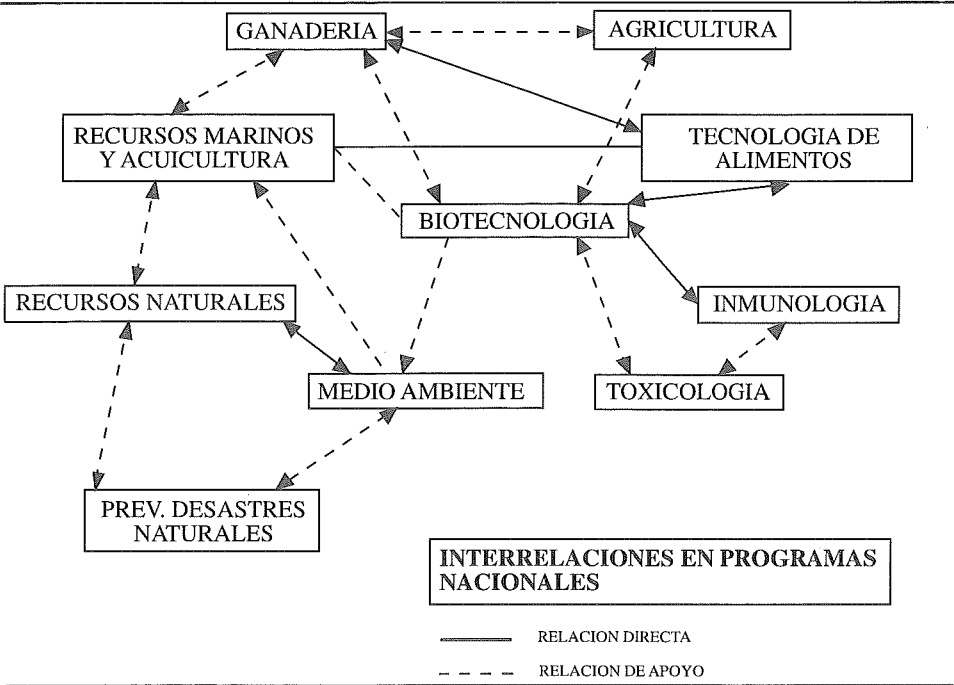 GANADERIA
AGRICULTURA
RECURSOS MARINOS
Y ACUICULTURA
TECNOLOGIA DE
ALIMENTOS
BIOTECNOLOGIA
RECURSOS NATURALES
INMUNOLOGIA
MEDIO AMBIENTE
TOXICOLOGIA
PREV. DESASTRES
NATURALES
INTERRELACIONES EN PROGRAMAS
NACIONALES
RELACION DIRECTA
RELACION DE APOYO